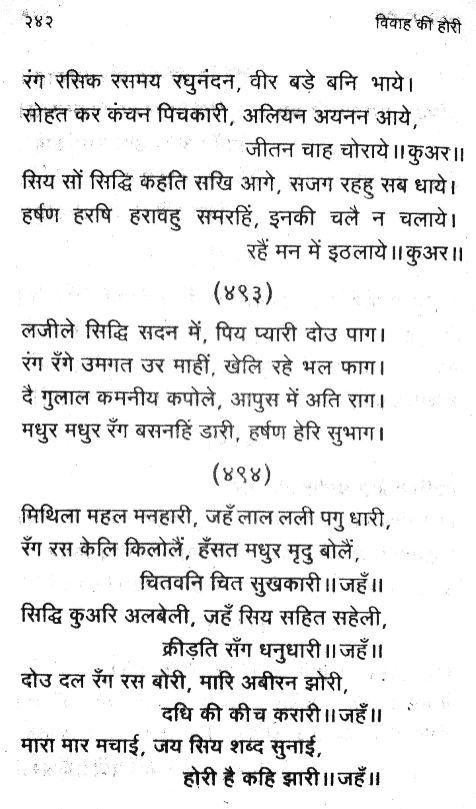 २४२ विवाह की होरी
रंग रसिक रसमय रघुनंदन, वीर बड़े बनि भाये।
सोहत कर कंचन पिचकारी, अलियन अयनन आये,
जीतन चाह चोराये॥कुअर॥
सिय सों सिद्धि कहति सखि आगे, सजग रहहु सब धाये।
हर्षण हरषि हरावहु समरहिं, इनकी चलै न चलाये।
रहैं मन में इठलाये॥कुअर॥
(४९३)
लजीले सिद्धि सदन में, पिय प्यारी दोउ पाग।
रंग रँगे उमगत उर माहीं, खेलि रहे भल फाग।
दै गुलाल कमनीय कपोले, आपुस में अति राग।
मधुर मधुर रँग बसनहिं डारी, हर्षण हेरि सुभाग।
(४९४)
मिथिला महल मनहारी, जहँ लाल लली पगु धारी,
रँग रस केलि किलोलैं, हँसत मधुर मृदु बोलैं,
चितवनि चित सुखकारी॥जहँ॥
सिद्धि कुअरि अलबेली, जहँ सिय सहित सहेली,
क्रीड़ति सँग धनुधारी॥जहँ॥
दोउ दल रँग रस बोरी, मारि अबीरन झोरी,
दधि की कीच करारी॥जहँ॥
मारा मार मचाई, जय सिय शब्द सुनाई,
होरी है कहि झारी॥जहँ॥